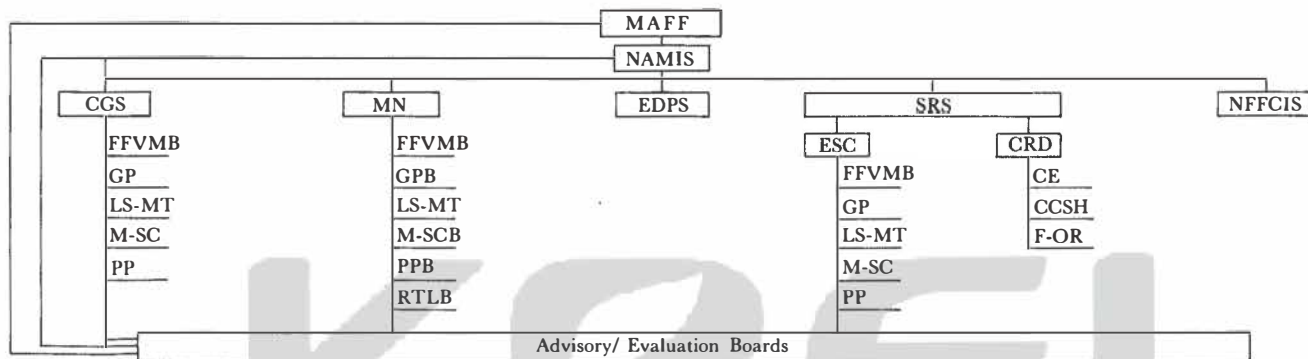 MAFF
NAMIS
CGS
MN
EDPS
SRS
NFFCIS
ESC
CRD
FFVMB
GP
LS-MT
M-SC
PP
FFVMB
GPB
LS-MT
M-SCB
PPB
RTLB
FFVMB
GP
LS-MT
M-SC
PP
CE
CCSH
F-OR
Advisory/ Evaluation Boards